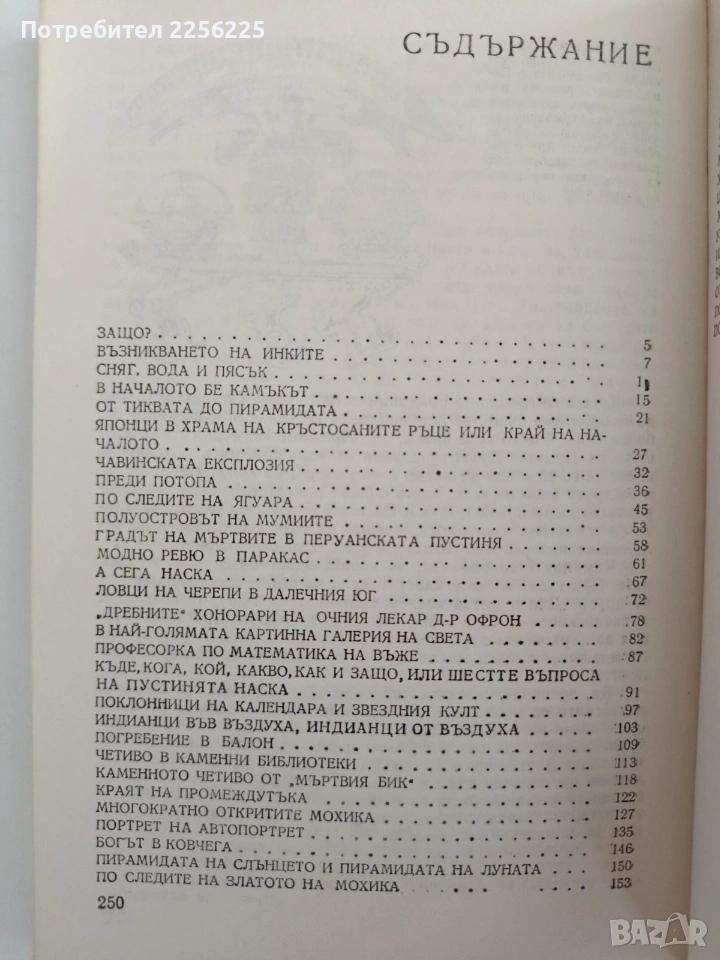 Потребител 2256225
СЪДЪРЖАНИЕ
ЗАЩО? . . . . . . . . . . . . . . . . . . . . . . 5
ВЪЗНИКВАНЕТО НА ИНКИТЕ . . . . . . . . . . . . . 7
СНЯГ, ВОДА И ПЯСЪК . . . . . . . . . . . . . . . 11
В НАЧАЛОТО БЕ КАМЪКЪТ . . . . . . . . . . . . . 15
ОТ ТИКВАТА ДО ПИРАМИДАТА . . . . . . . . . . . . 21
ЯПОНЦИ В ХРАМА НА КРЪСТОСАНИТЕ РЪЦЕ ИЛИ КРАЙ НА НА-
ЧАЛОТО . . . . . . . . . . . . . . . . . . . . . 27
ЧАВИНСКАТА ЕКСПЛОЗИЯ . . . . . . . . . . . . . . 32
ПРЕДИ ПОТОПА . . . . . . . . . . . . . . . . . . 36
ПО СЛЕДИТЕ НА ЯГУАРА . . . . . . . . . . . . . . 45
ПОЛУОСТРОВЪТ НА МУМИИТЕ . . . . . . . . . . . . 53
ГРАДЪТ НА МЪРТВИТЕ В ПЕРУАНСКАТА ПУСТИНЯ . . . . 58
МОДНО РЕВЮ В ПАРАКАС . . . . . . . . . . . . . . 61
А СЕГА НАСКА . . . . . . . . . . . . . . . . . . 67
ЛОВЦИ НА ЧЕРЕПИ В ДАЛЕЧНИЯ ЮГ . . . . . . . . . 72
„ДРЕБНИТЕ“ ХОНОРАРИ НА ОЧНИЯ ЛЕКАР Д-Р ОФРОН . . . 78
В НАЙ-ГОЛЯМАТА КАРТИННА ГАЛЕРИЯ НА СВЕТА . . . . 82
ПРОФЕСОРКА ПО МАТЕМАТИКА НА ВЪЖЕ . . . . . . . . 87
КЪДЕ, КОГА, КОЙ, КАКВО, КАК И ЗАЩО, ИЛИ ШЕСТТЕ ВЪПРОСА
НА ПУСТИНЯТА НАСКА . . . . . . . . . . . . . . . 91
ПОКЛОННИЦИ НА КАЛЕНДАРА И ЗВЕЗДНИЯ КУЛТ . . . . 97
ИНДИАНЦИ ВЪВ ВЪЗДУХА, ИНДИАНЦИ ОТ ВЪЗДУХА . . . . 103
ПОГРЕБЕНИЕ В БАЛОН . . . . . . . . . . . . . . . 109
ЧЕТИВО В КАМЕННИ БИБЛИОТЕКИ . . . . . . . . . . 113
КАМЕННОТО ЧЕТИВО ОТ „МЪРТВИЯ БИК“ . . . . . . . 118
КРАЯТ НА ПРОМЕЖДУТЪКА . . . . . . . . . . . . . 122
МНОГОКРАТНО ОТКРИТИТЕ МОХИКА . . . . . . . . . . 127
ПОРТРЕТ НА АВТОПОРТРЕТ . . . . . . . . . . . . . 135
БОГЪТ В КОВЧЕГА . . . . . . . . . . . . . . . . 146
ПИРАМИДАТА НА СЛЪНЦЕТО И ПИРАМИДАТА НА ЛУНАТА . . 150
ПО СЛЕДИТЕ НА ЗЛАТОТО НА МОХИКА . . . . . . . . 153
250
BAZAR